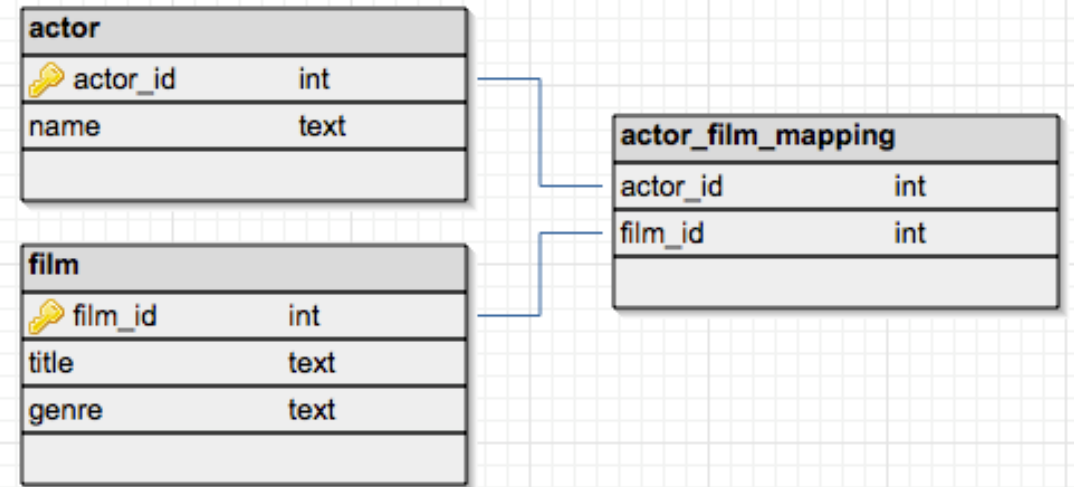 actor
actor_id int
name text
film
film_id int
title text
genre text
actor_film_mapping
actor_id int
film_id int